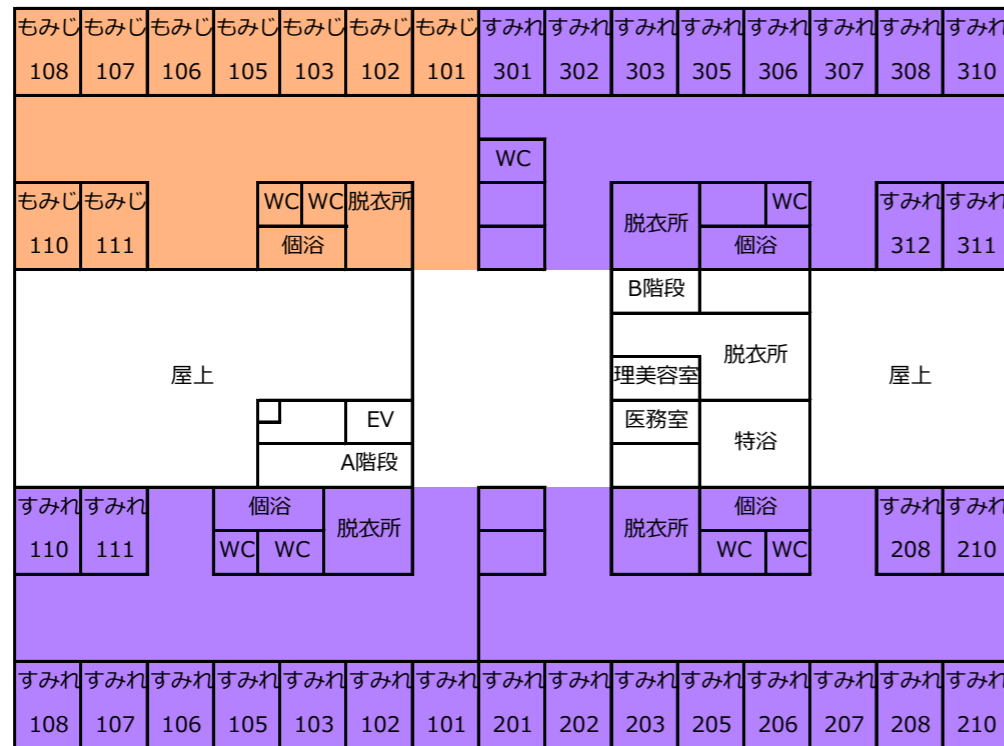 もみじ もみじ もみじ もみじ もみじ もみじ もみじ すみれ すみれ すみれ すみれ すみれ すみれ すみれ すみれ
108 107 106 105 103 102 101 301 302 303 305 306 307 308 310
WC
もみじ もみじ WC WC 脱衣所 脱衣所 WC すみれ すみれ
110 111 個浴 個浴 312 311
B階段
脱衣所
屋上 理美容室 屋上
EV 医務室 特浴
A階段
すみれ すみれ 個浴 脱衣所 脱衣所 個浴 すみれ すみれ
110 111 WC WC WC WC 208 210
すみれ すみれ すみれ すみれ すみれ すみれ すみれ すみれ すみれ すみれ すみれ すみれ すみれ すみれ すみれ
108 107 106 105 103 102 101 201 202 203 205 206 207 208 210